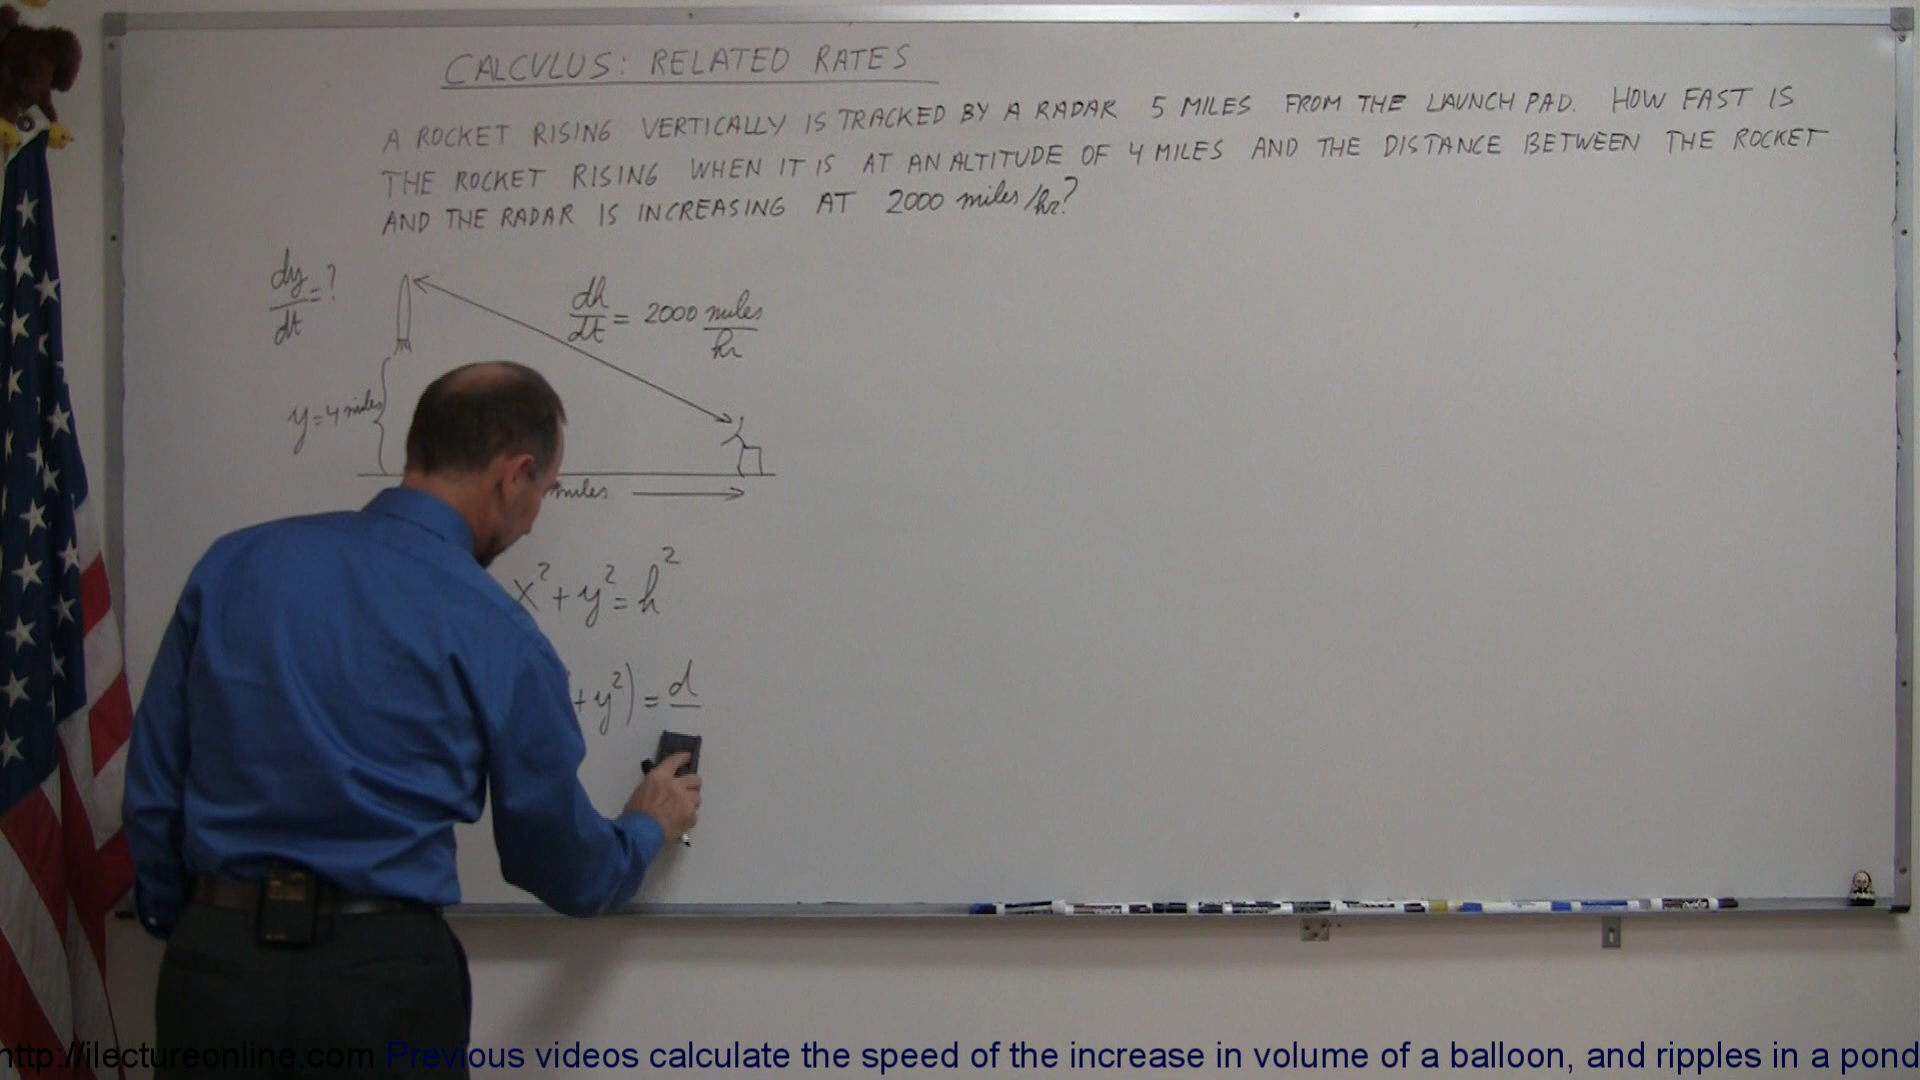 CALCULUS: RELATED RATES
A ROCKET RISING VERTICALLY IS TRACKED BY A RADAR 5 MILES FROM THE LAUNCH PAD. HOW FAST IS
THE ROCKET RISING WHEN IT IS AT AN ALTITUDE OF 4 MILES AND THE DISTANCE BETWEEN THE ROCKET
AND THE RADAR IS INCREASING AT 2000 miles/hr?
dy/dt = ?
dh/dt = 2000 miles/hr
y = 4 miles
miles
x² + y² = h²
+ y²) = d
http://ilectureonline.com Previous videos calculate the speed of the increase in volume of a balloon, and ripples in a pond